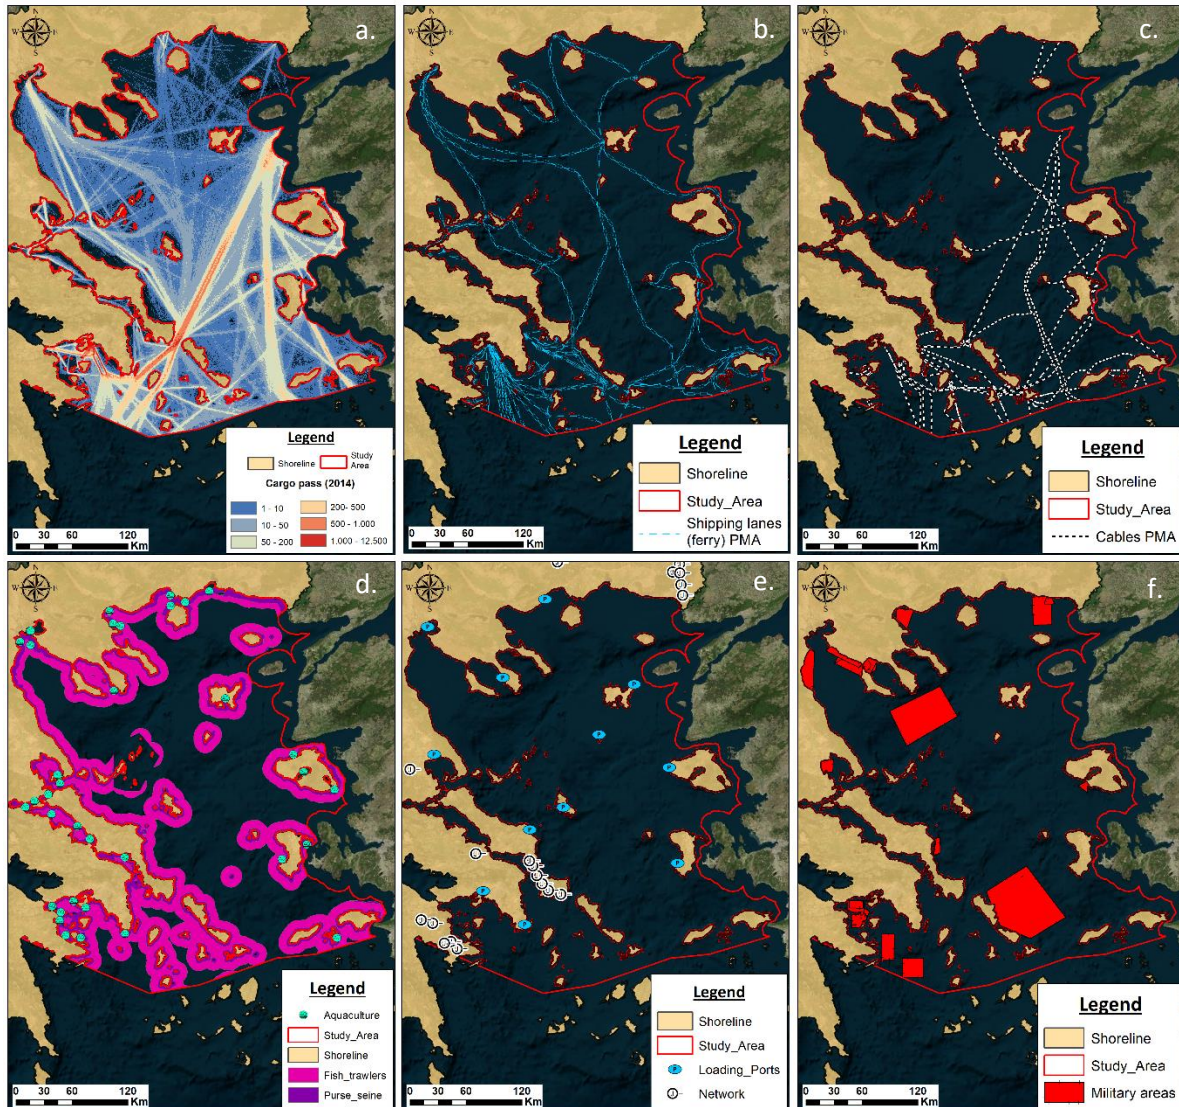 a.
N
W E
S
Legend
Shoreline
Study
Area
Cargo pass (2014)
1 - 10
200- 500
10 - 50
500 - 1.000
50 - 200
1.000 - 12.500
0 30 60 120
Km
b.
N
W E
S
Legend
Shoreline
Study_Area
Shipping lanes
(ferry) PMA
0 30 60 120
Km
c.
N
W E
S
Legend
Shoreline
Study_Area
Cables PMA
0 30 60 120
Km
d.
N
W E
S
Legend
Aquaculture
Study_Area
Shoreline
Fish_trawlers
Purse_seine
0 30 60 120
Km
e.
N
W E
S
Legend
Shoreline
Study_Area
Loading_Ports
Network
0 30 60 120
Km
f.
N
W E
S
Legend
Shoreline
Study_Area
Military areas
0 30 60 120
Km